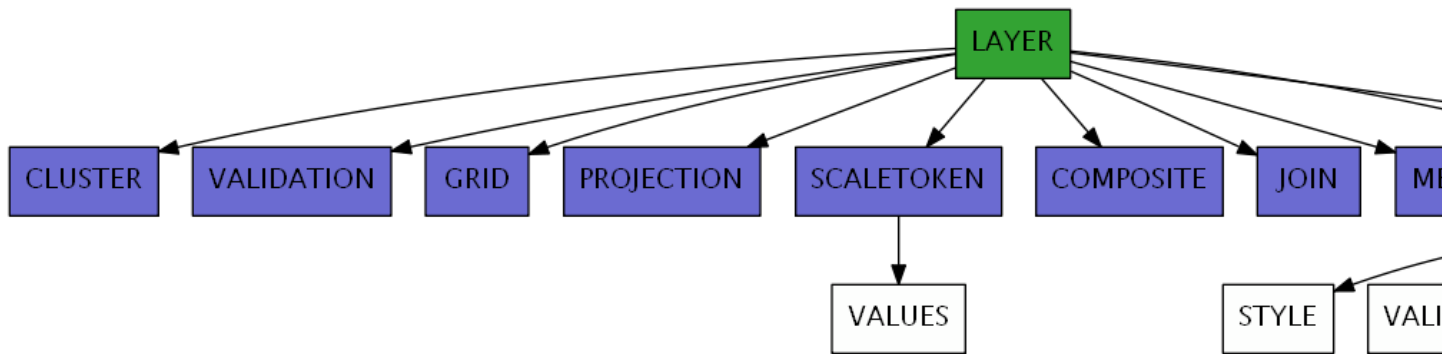 LAYER
CLUSTER
VALIDATION
GRID
PROJECTION
SCALETOKEN
COMPOSITE
JOIN
VALUES
STYLE